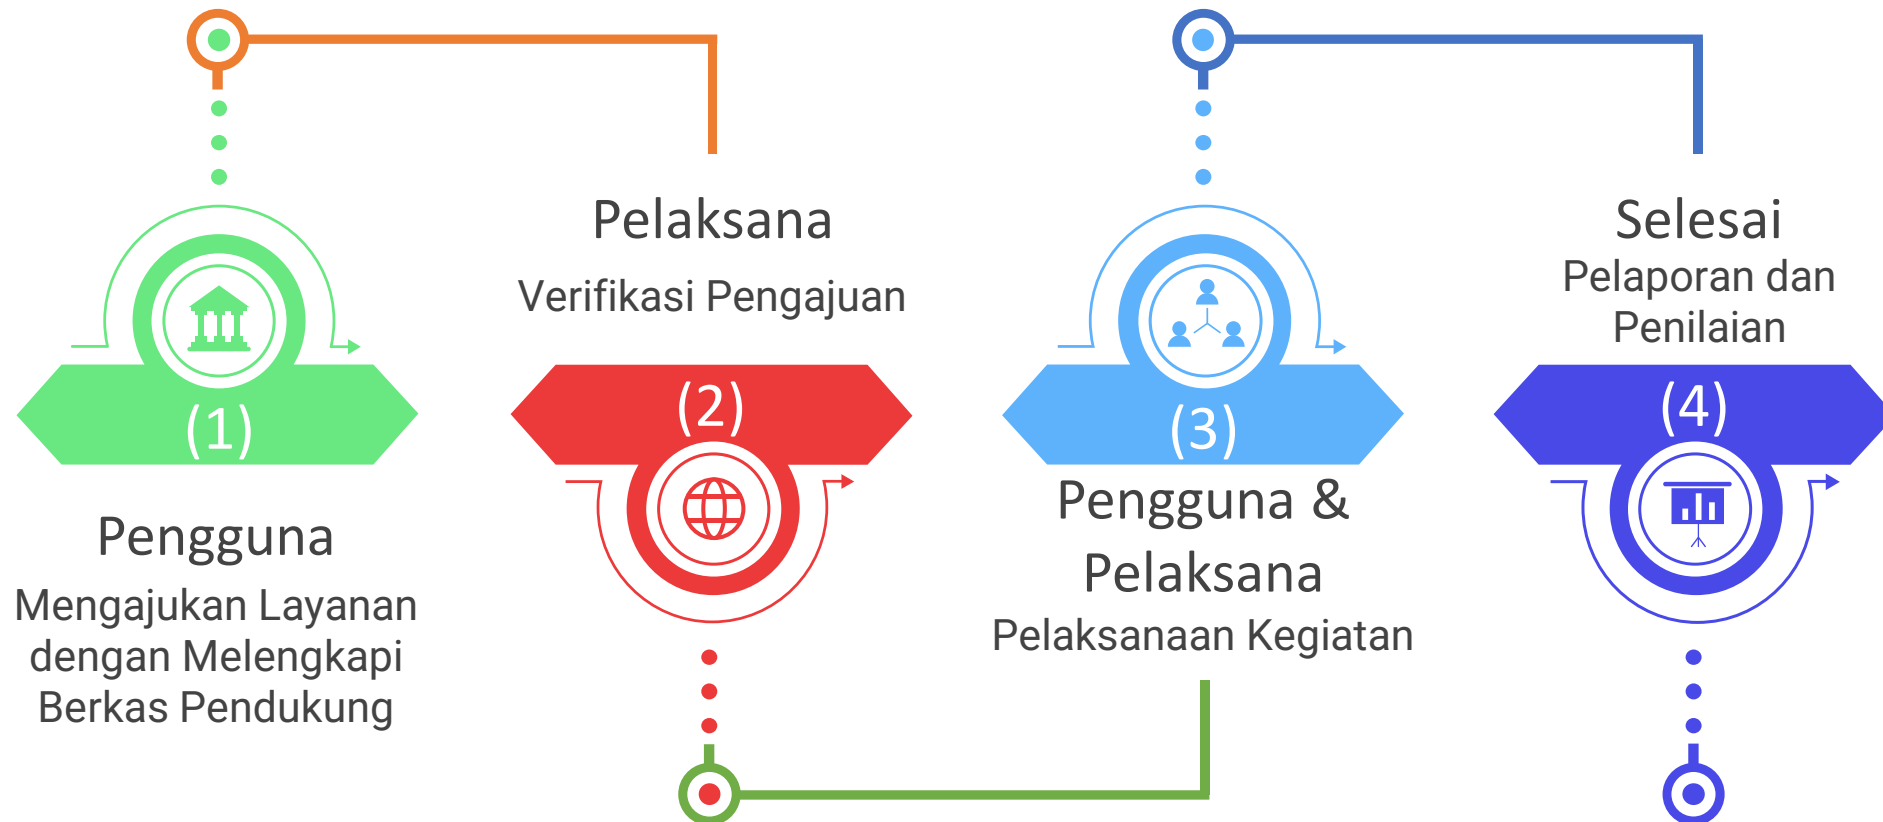 (1)
Pengguna
Mengajukan Layanan
dengan Melengkapi
Berkas Pendukung
Pelaksana
Verifikasi Pengajuan
(2)
(3)
Pengguna &
Pelaksana
Pelaksanaan Kegiatan
Selesai
Pelaporan dan
Penilaian
(4)